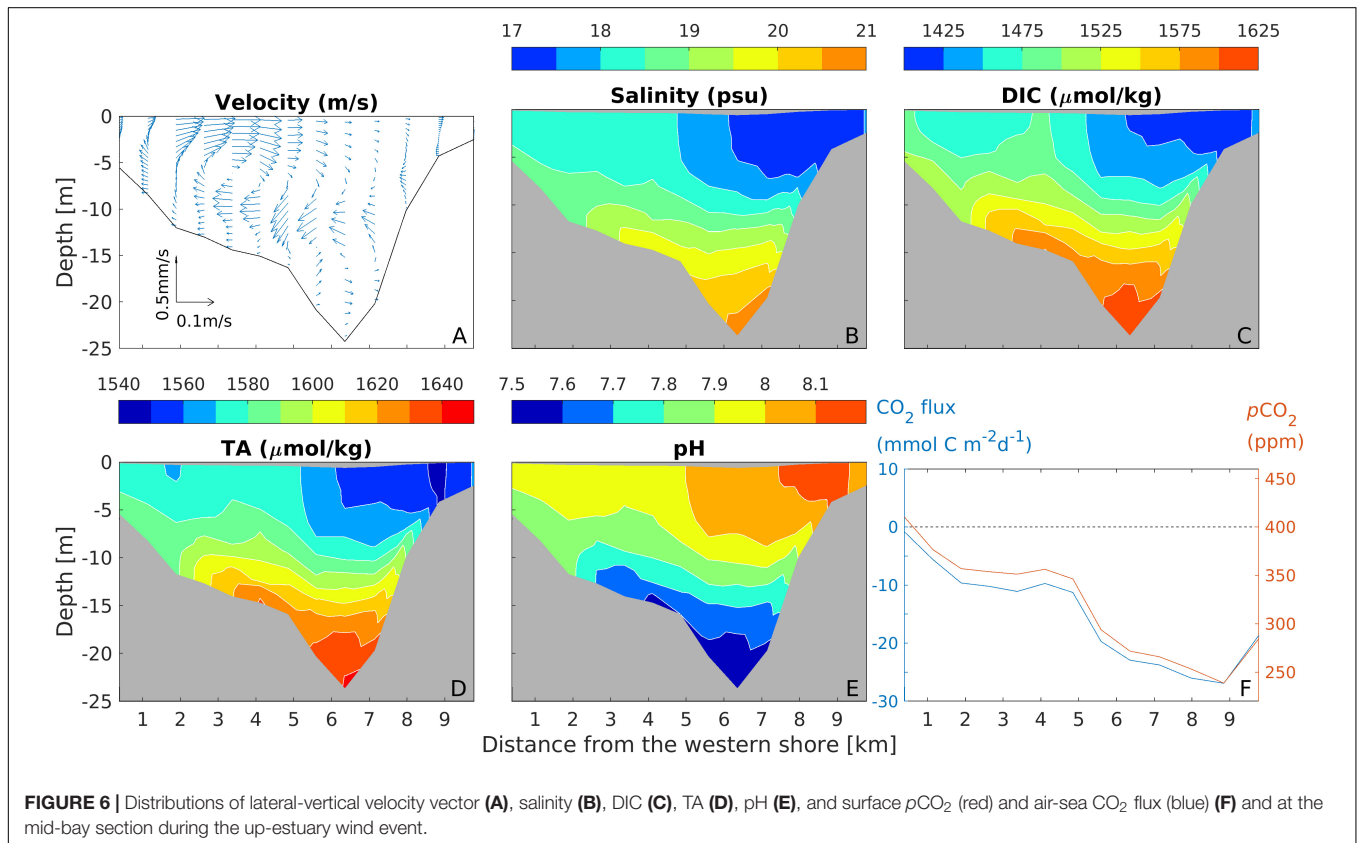 17 18 19 20 21
1425 1475 1525 1575 1625
Velocity (m/s)
Salinity (psu)
DIC (μmol/kg)
0
-5
-10
-15
-20
-25
Depth [m]
0.5mm/s
0.1m/s
A
B
C
1540 1560 1580 1600 1620 1640
7.5 7.6 7.7 7.8 7.9 8 8.1
TA (μmol/kg)
pH
CO2 flux
(mmol C m-2d-1)
pCO2
(ppm)
0
-5
-10
-15
-20
-25
Depth [m]
D
E
10
0
-10
-20
-30
450
400
350
300
250
F
1 2 3 4 5 6 7 8 9
1 2 3 4 5 6 7 8 9
1 2 3 4 5 6 7 8 9
Distance from the western shore [km]
FIGURE 6 | Distributions of lateral-vertical velocity vector (A), salinity (B), DIC (C), TA (D), pH (E), and surface pCO2 (red) and air-sea CO2 flux (blue) (F) and at the
mid-bay section during the up-estuary wind event.